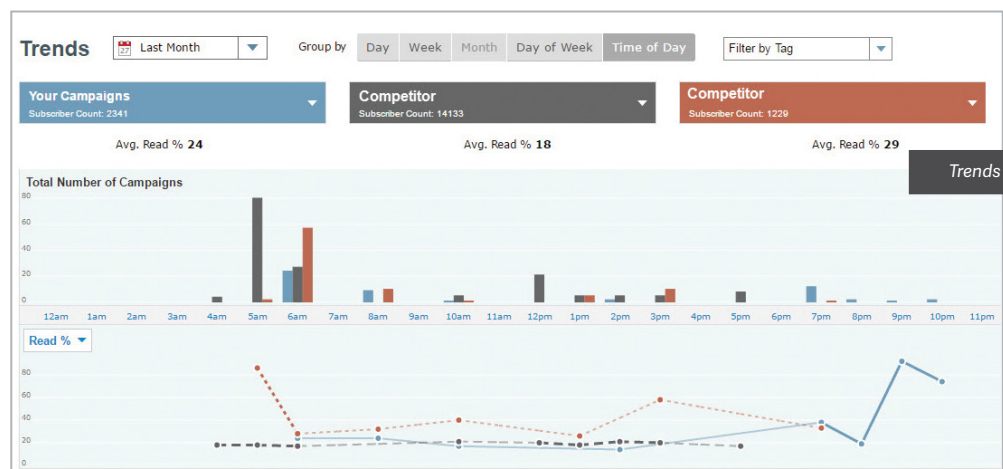 Trends
27
Last Month
Group by
Day Week Month Day of Week Time of Day
Filter by Tag
Your Campaigns
Subscriber Count: 2341
Competitor
Subscriber Count: 14133
Competitor
Subscriber Count: 1229
Avg. Read % 24
Avg. Read % 18
Avg. Read % 29
Trends
Total Number of Campaigns
80
60
40
20
0
12am 1am 2am 3am 4am 5am 6am 7am 8am 9am 10am 11am 12pm 1pm 2pm 3pm 4pm 5pm 6pm 7pm 8pm 9pm 10pm 11pm
Read %
80
60
40
20
0